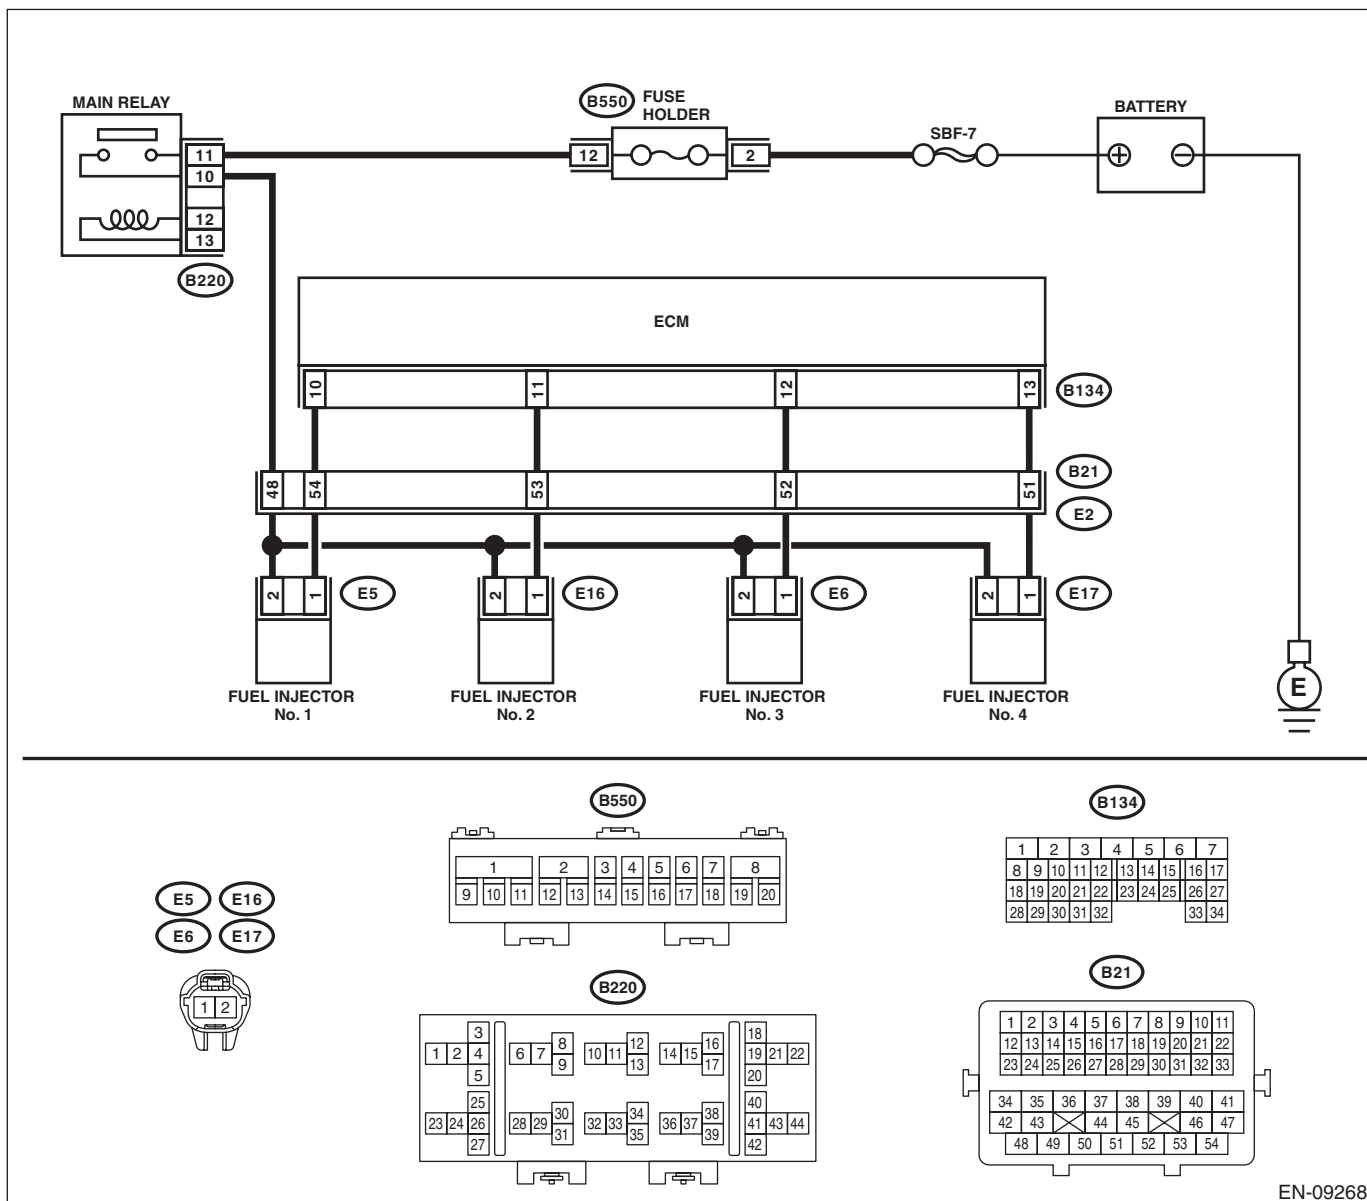 MAIN RELAY
B550 FUSE
HOLDER
SBF-7
BATTERY
11
10
12
13
12
2
+
−
B220
ECM
10 11 12 13
B134
48 54 53 52 51
B21
E2
2 1 E5
2 1 E16
2 1 E6
2 1 E17
FUEL INJECTOR
No. 1
FUEL INJECTOR
No. 2
FUEL INJECTOR
No. 3
FUEL INJECTOR
No. 4
E
E5 E16
E6 E17
1 2
B550
1 2 3 4 5 6 7 8
9 10 11 12 13 14 15 16 17 18 19 20
B134
1 2 3 4 5 6 7
8 9 10 11 12 13 14 15 16 17
18 19 20 21 22 23 24 25 26 27
28 29 30 31 32 33 34
B220
3 8 12 16 18
1 2 4 6 7 10 11 14 15 19 21 22
5 9 13 17 20
25 30 34 38 40
23 24 26 28 29 32 33 36 37 41 43 44
27 31 35 39 42
B21
1 2 3 4 5 6 7 8 9 10 11
12 13 14 15 16 17 18 19 20 21 22
23 24 25 26 27 28 29 30 31 32 33
34 35 36 37 38 39 40 41
42 43 44 45 46 47
48 49 50 51 52 53 54
EN-09268